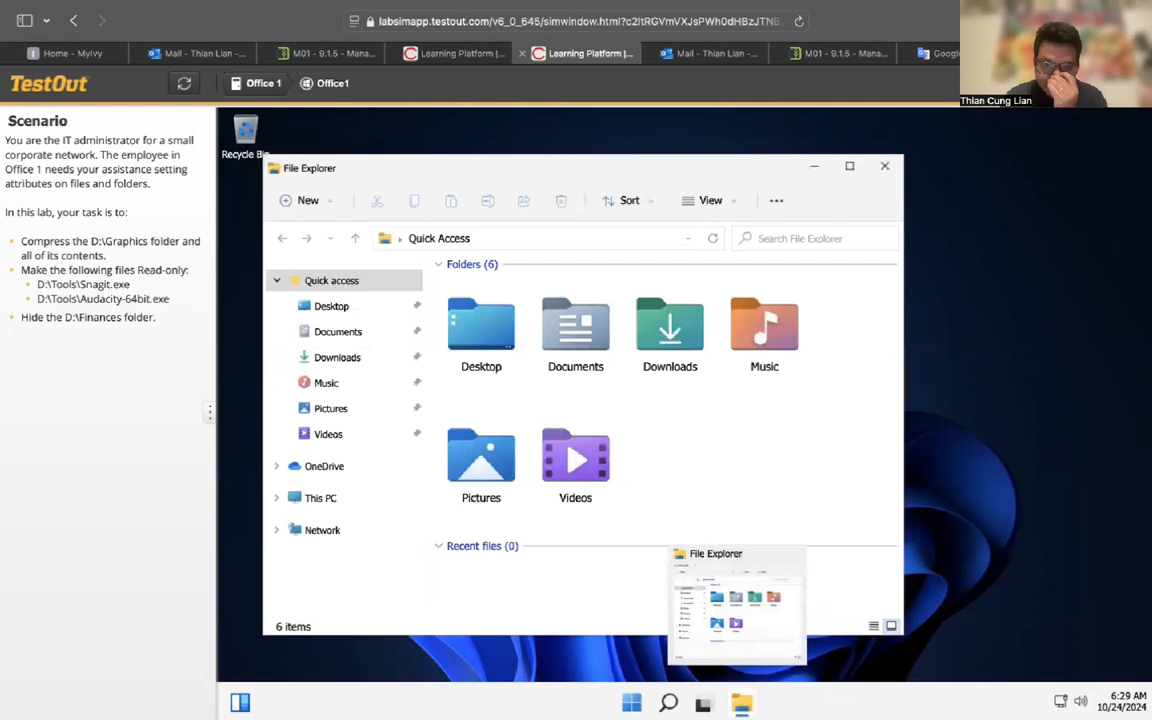 labsimapp.testout.com/v6_0_645/simwindow.html?c2ltRGVmVXJsPWh0dHBzJTNB...
Home - MyIvy
Mail - Thian Lian -...
M01 - 9.1.5 - Mana...
Learning Platform |...
Learning Platform |...
Mail - Thian Lian -...
M01 - 9.1.5 - Mana...
Google
TestOut
Office 1
Office1
Thian Cung Lian
Scenario
You are the IT administrator for a small
corporate network. The employee in
Office 1 needs your assistance setting
attributes on files and folders.
In this lab, your task is to:
Compress the D:\Graphics folder and
all of its contents.
Make the following files Read-only:
D:\Tools\Snagit.exe
D:\Tools\Audacity-64bit.exe
Hide the D:\Finances folder.
Recycle Bin
File Explorer
New
Sort
View
Quick Access
Search File Explorer
Quick access
Desktop
Documents
Downloads
Music
Pictures
Videos
OneDrive
This PC
Network
Folders (6)
Desktop
Documents
Downloads
Music
Pictures
Videos
Recent files (0)
6 items
File Explorer
6:29 AM
10/24/2024